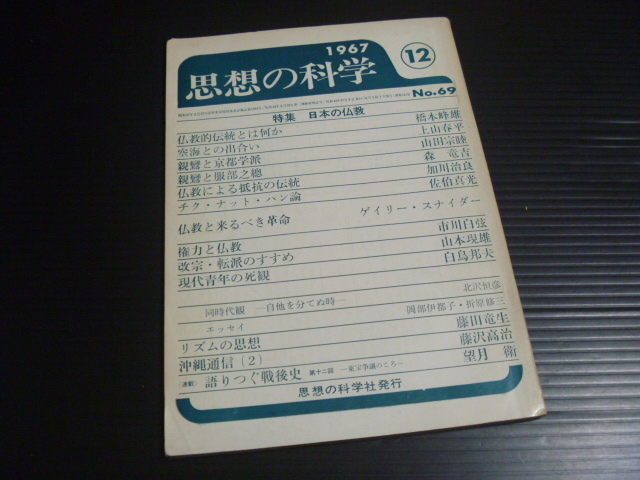 1967
12
思想の科学
No.69
特集 日本の仏教
仏教的伝統とは何か 橋本峰雄
空海との出合い 上山春平
親鸞と京都学派 山田宗睦
親鸞と服部之總 森 竜吉
仏教による抵抗の伝統 加川治良
チク・ナット・ハン論 佐伯真光
仏教と来るべき革命 ゲイリー・スナイダー
権力と仏教 市川白弦
改宗・転派のすすめ 山本現雄
現代青年の死観 白鳥邦夫
同時代観 ―自他を分てぬ時― 北沢恒彦
エッセイ 岡部伊都子・折原修三
リズムの思想 藤田竜生
沖縄通信(2) 藤沢高治
〈連載〉語りつぐ戦後史 第十二回 ―東宝争議のころ― 望月 衛
思想の科学社発行